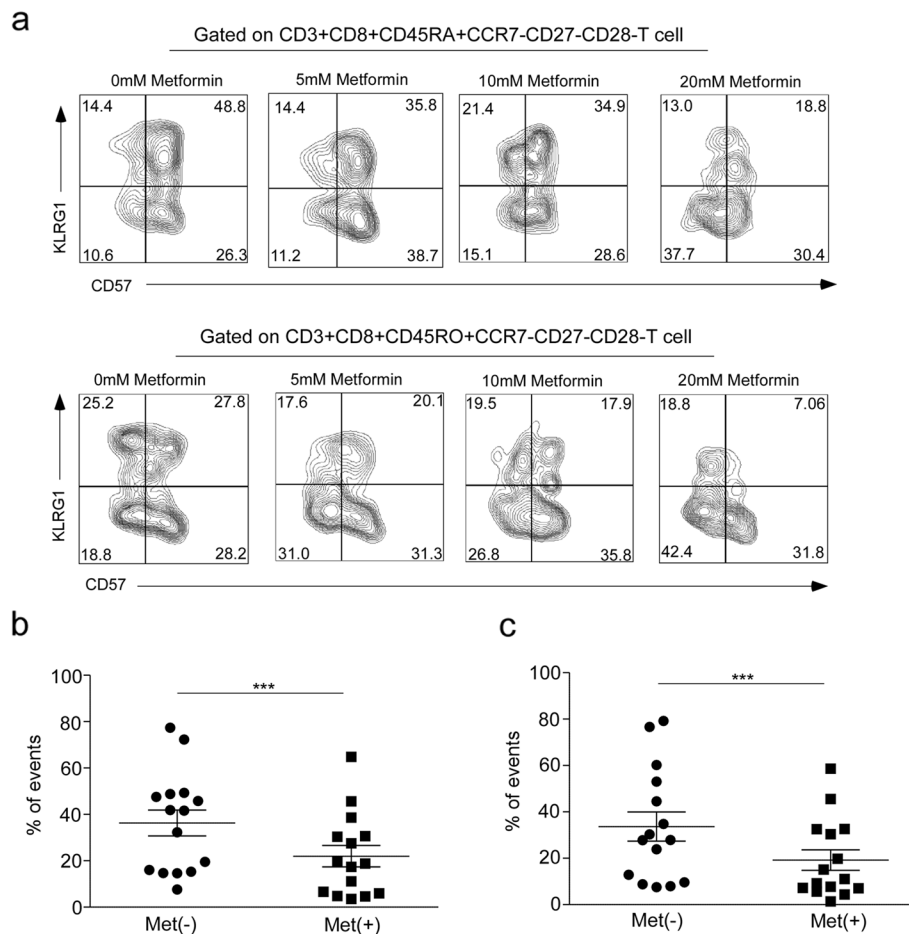 a
Gated on CD3+CD8+CD45RA+CCR7-CD27-CD28-T cell
0mM Metformin 5mM Metformin 10mM Metformin 20mM Metformin
14.4 48.8 14.4 35.8 21.4 34.9 13.0 18.8
KLRG1
10.6 26.3 11.2 38.7 15.1 28.6 37.7 30.4
CD57
Gated on CD3+CD8+CD45RO+CCR7-CD27-CD28-T cell
0mM Metformin 5mM Metformin 10mM Metformin 20mM Metformin
25.2 27.8 17.6 20.1 19.5 17.9 18.8 7.06
KLRG1
18.8 28.2 31.0 31.3 26.8 35.8 42.4 31.8
CD57
b
% of events
100
80
60
40
20
0
***
Met(-) Met(+)
c
% of events
100
80
60
40
20
0
***
Met(-) Met(+)